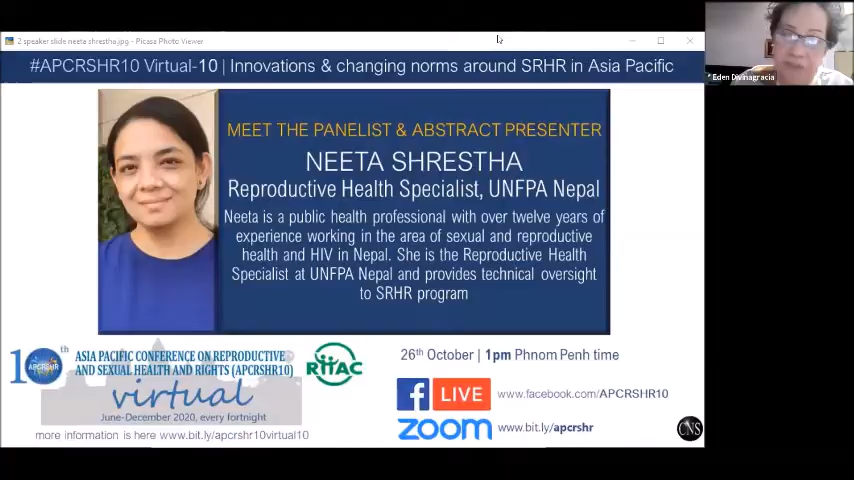 2 speaker slide neeta shrestha.jpg - Picasa Photo Viewer
#APCRSHR10 Virtual-10 | Innovations & changing norms around SRHR in Asia Pacific
Eden Divinagracia
MEET THE PANELIST & ABSTRACT PRESENTER
NEETA SHRESTHA
Reproductive Health Specialist, UNFPA Nepal
Neeta is a public health professional with over twelve years of
experience working in the area of sexual and reproductive
health and HIV in Nepal. She is the Reproductive Health
Specialist at UNFPA Nepal and provides technical oversight
to SRHR program
10th
APCRSHR
ASIA PACIFIC CONFERENCE ON REPRODUCTIVE
AND SEXUAL HEALTH AND RIGHTS (APCRSHR10)
virtual
June-December 2020, every fortnight
more information is here www.bit.ly/apcrshr10virtual10
RHAC
26th October | 1pm Phnom Penh time
f LIVE www.facebook.com/APCRSHR10
zoom www.bit.ly/apcrshr
CNS